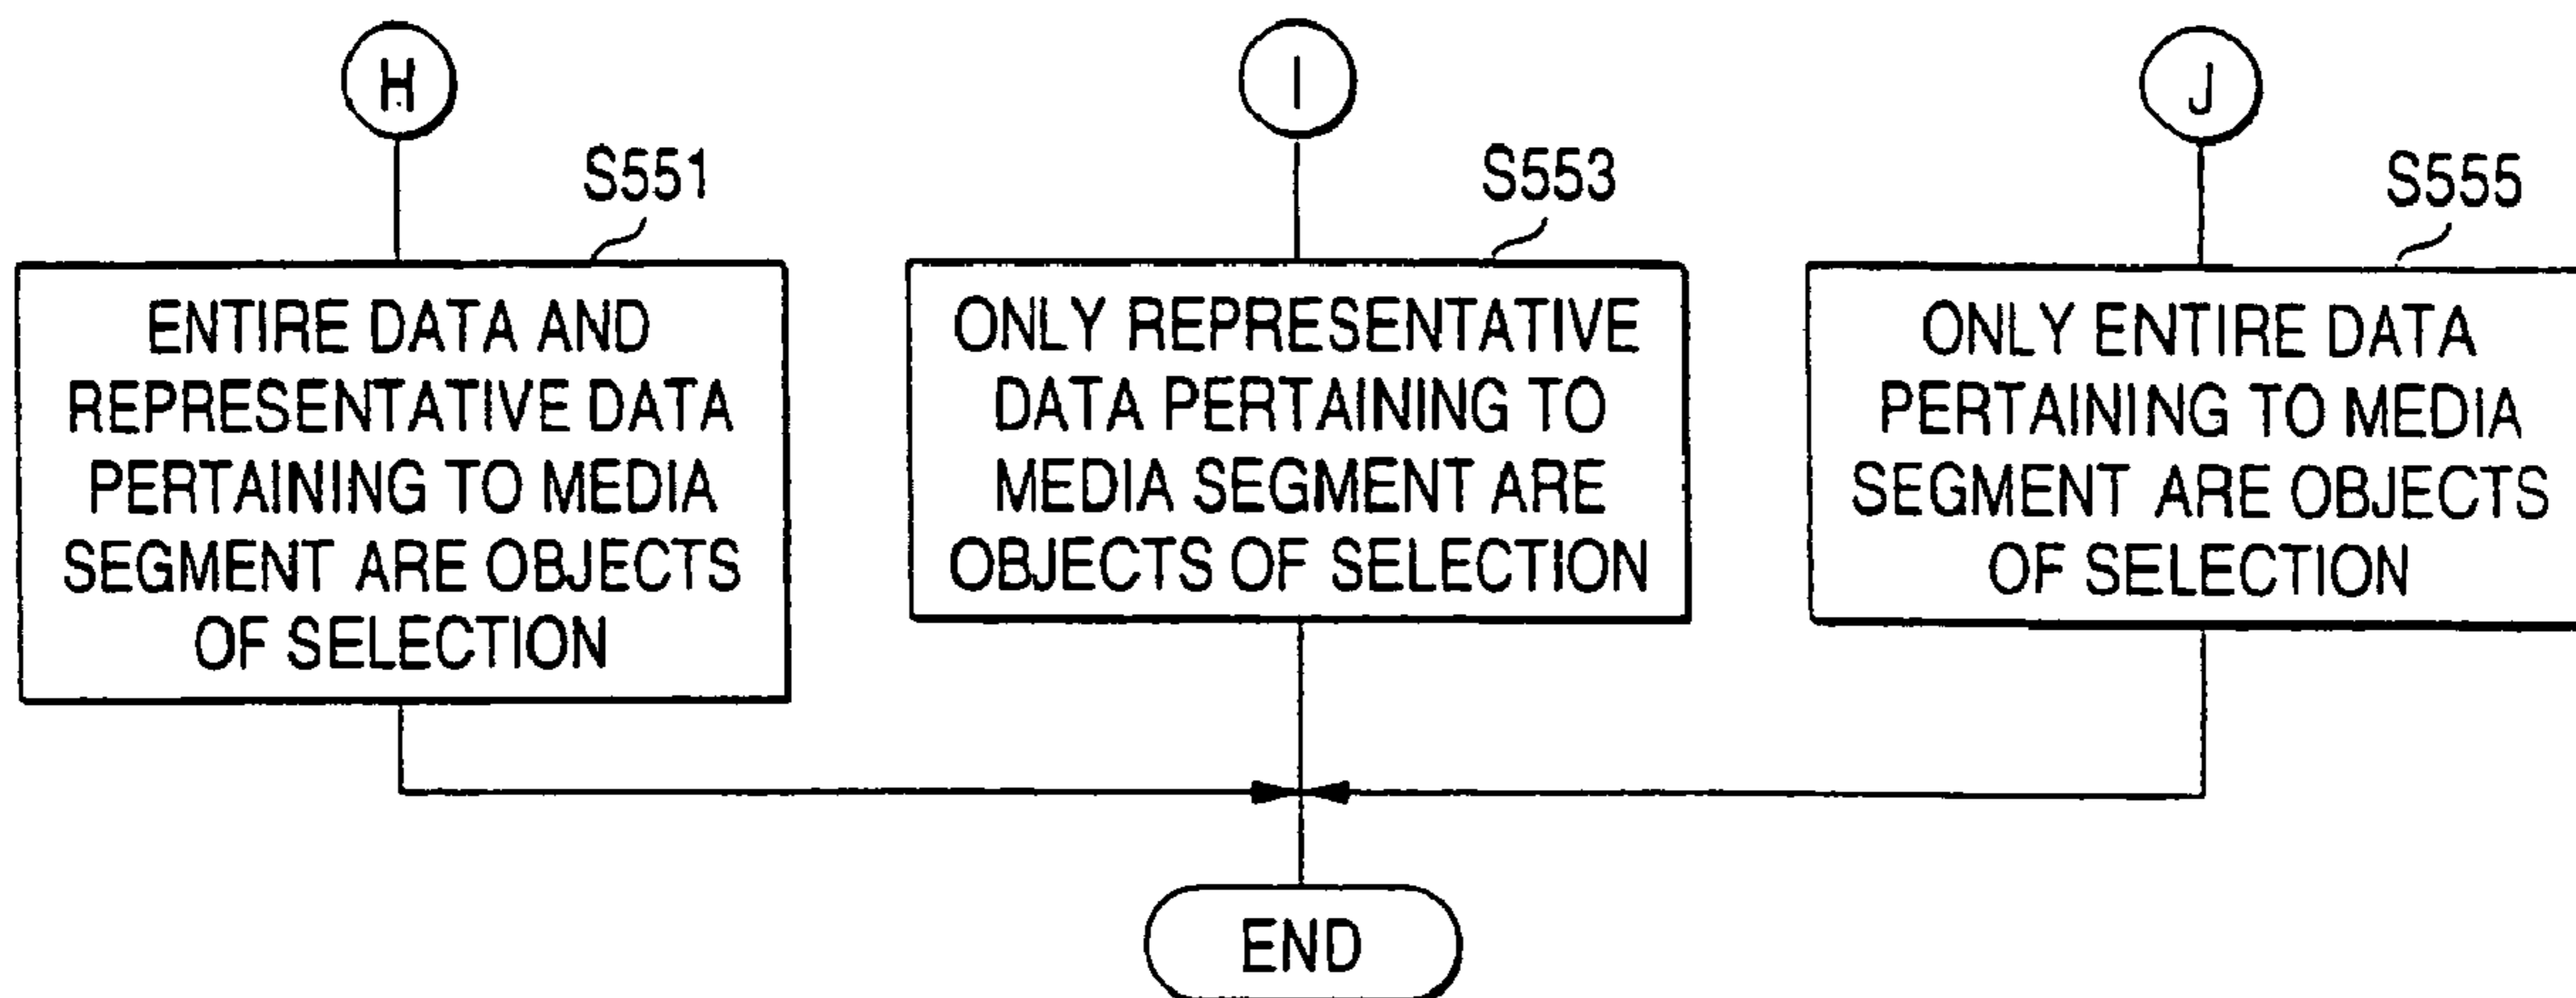 H
S551
ENTIRE DATA AND
REPRESENTATIVE DATA
PERTAINING TO MEDIA
SEGMENT ARE OBJECTS
OF SELECTION
I
S553
ONLY REPRESENTATIVE
DATA PERTAINING TO
MEDIA SEGMENT ARE
OBJECTS OF SELECTION
J
S555
ONLY ENTIRE DATA
PERTAINING TO MEDIA
SEGMENT ARE OBJECTS
OF SELECTION
END